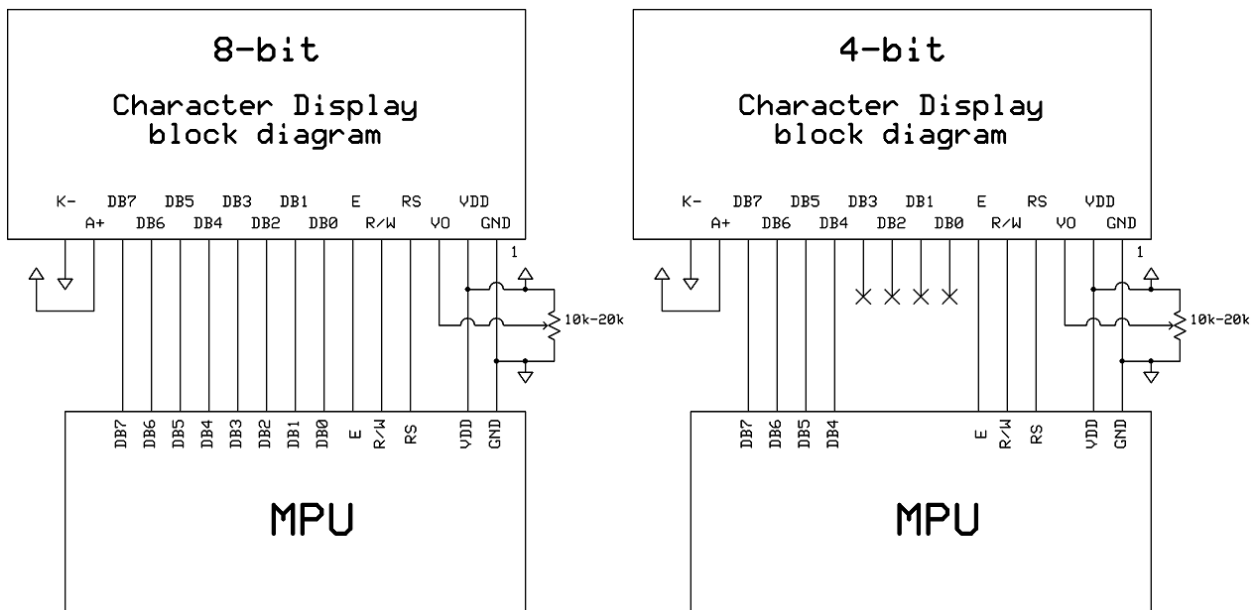 8-bit
Character Display
block diagram
K- DB7 DB5 DB3 DB1 E RS VDD
A+ DB6 DB4 DB2 DB0 R/W VO GND
1
10k-20k
DB7 DB6 DB5 DB4 DB3 DB2 DB1 DB0 E R/W RS VDD GND
MPU
4-bit
Character Display
block diagram
K- DB7 DB5 DB3 DB1 E RS VDD
A+ DB6 DB4 DB2 DB0 R/W VO GND
1
10k-20k
DB7 DB6 DB5 DB4 E R/W RS VDD GND
MPU